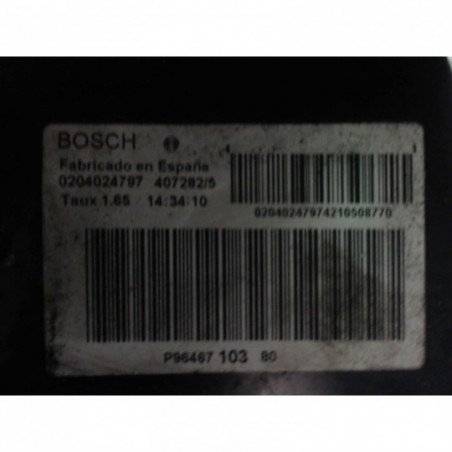 BOSCH
Fabricado en España
0204024797 407282/5
Taux 1.65 14:34:10
02040247974210508770
P96467 103 80